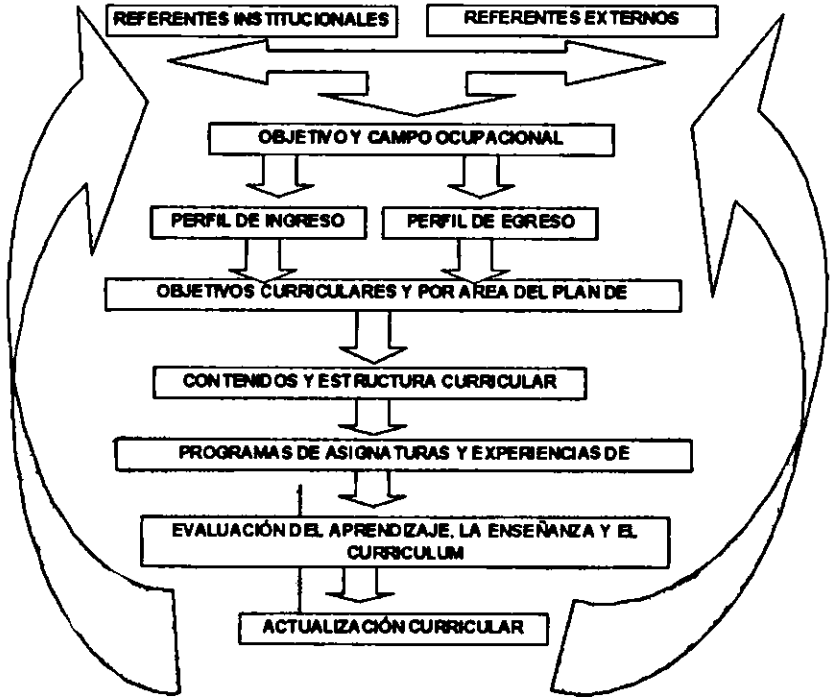 REFERENTES INSTITUCIONALES
REFERENTES EXTERNOS
OBJETIVO Y CAMPO OCUPACIONAL
PERFIL DE INGRESO
PERFIL DE EGRESO
OBJETIVOS CURRICULARES Y POR AREA DEL PLAN DE
CONTENIDOS Y ESTRUCTURA CURRICULAR
PROGRAMAS DE ASIGNATURAS Y EXPERIENCIAS DE
EVALUACIÓN DEL APRENDIZAJE, LA ENSEÑANZA Y EL
CURRICULUM
ACTUALIZACIÓN CURRICULAR